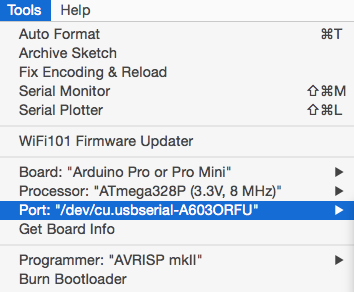 Tools Help
Auto Format ⌘T
Archive Sketch
Fix Encoding & Reload
Serial Monitor ⇧⌘M
Serial Plotter ⇧⌘L
WiFi101 Firmware Updater
Board: "Arduino Pro or Pro Mini" ▶
Processor: "ATmega328P (3.3V, 8 MHz)" ▶
Port: "/dev/cu.usbserial-A603ORFU" ▶
Get Board Info
Programmer: "AVRISP mkII" ▶
Burn Bootloader